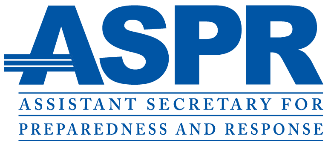 ASPR
ASSISTANT SECRETARY FOR
PREPAREDNESS AND RESPONSE